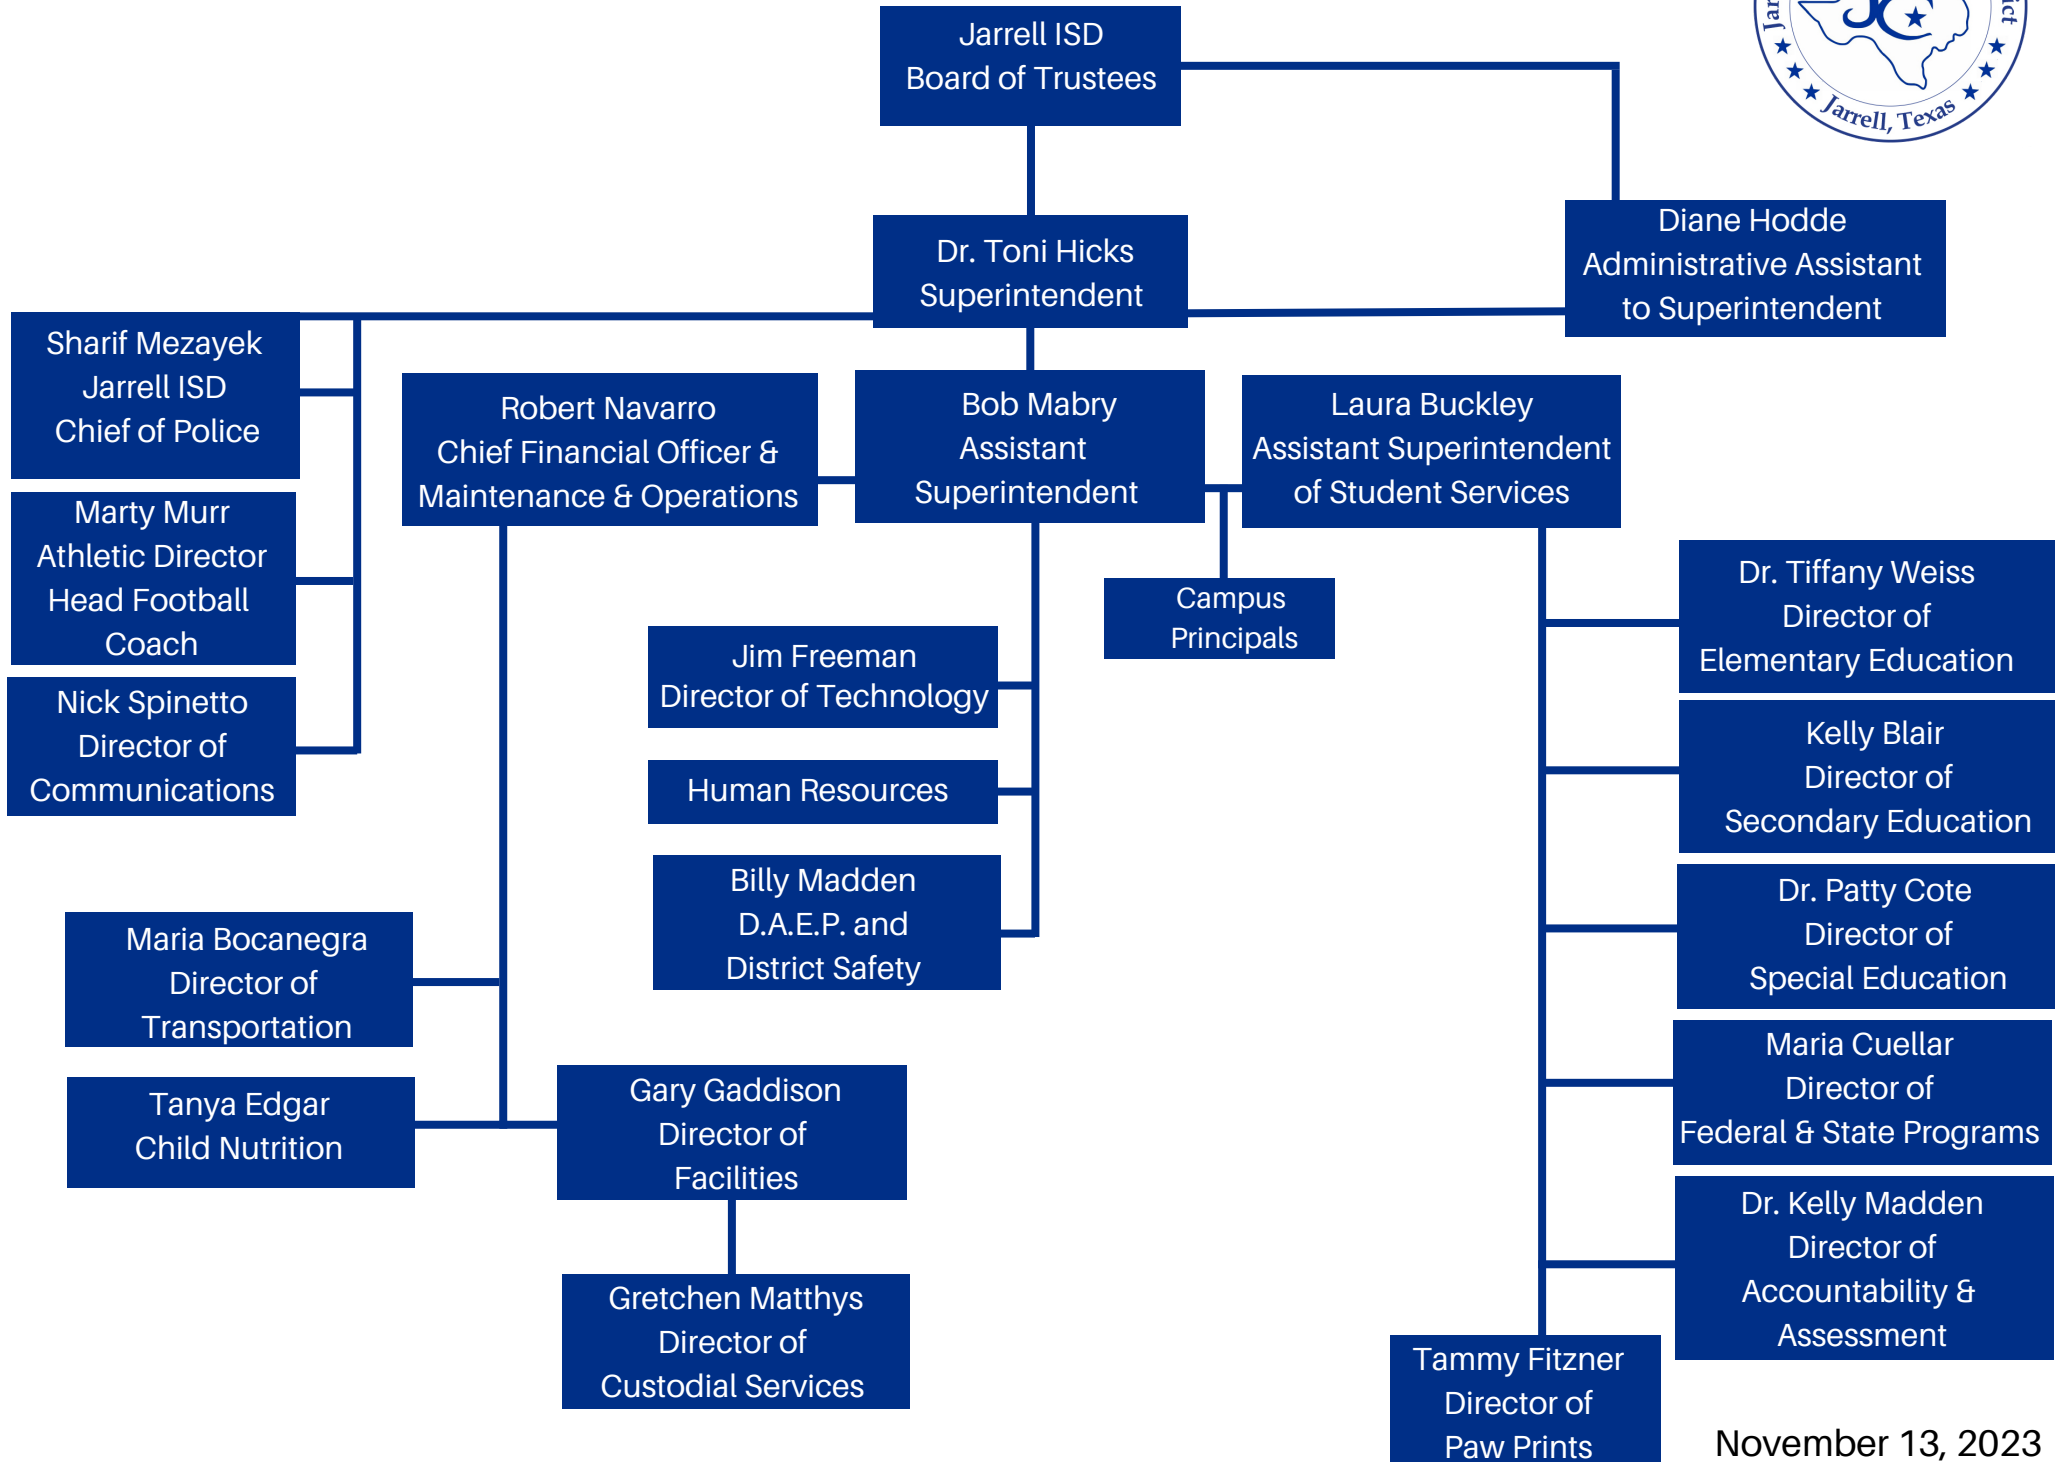 Jarrell ISD
Board of Trustees
Jarrell, Texas
Dr. Toni Hicks
Superintendent
Diane Hodde
Administrative Assistant
to Superintendent
Sharif Mezayek
Jarrell ISD
Chief of Police
Robert Navarro
Chief Financial Officer &
Maintenance & Operations
Bob Mabry
Assistant
Superintendent
Laura Buckley
Assistant Superintendent
of Student Services
Marty Murr
Athletic Director
Head Football
Coach
Nick Spinetto
Director of
Communications
Campus
Principals
Jim Freeman
Director of Technology
Human Resources
Billy Madden
D.A.E.P. and
District Safety
Dr. Tiffany Weiss
Director of
Elementary Education
Kelly Blair
Director of
Secondary Education
Dr. Patty Cote
Director of
Special Education
Maria Cuellar
Director of
Federal & State Programs
Dr. Kelly Madden
Director of
Accountability &
Assessment
Maria Bocanegra
Director of
Transportation
Tanya Edgar
Child Nutrition
Gary Gaddison
Director of
Facilities
Gretchen Matthys
Director of
Custodial Services
Tammy Fitzner
Director of
Paw Prints
November 13, 2023